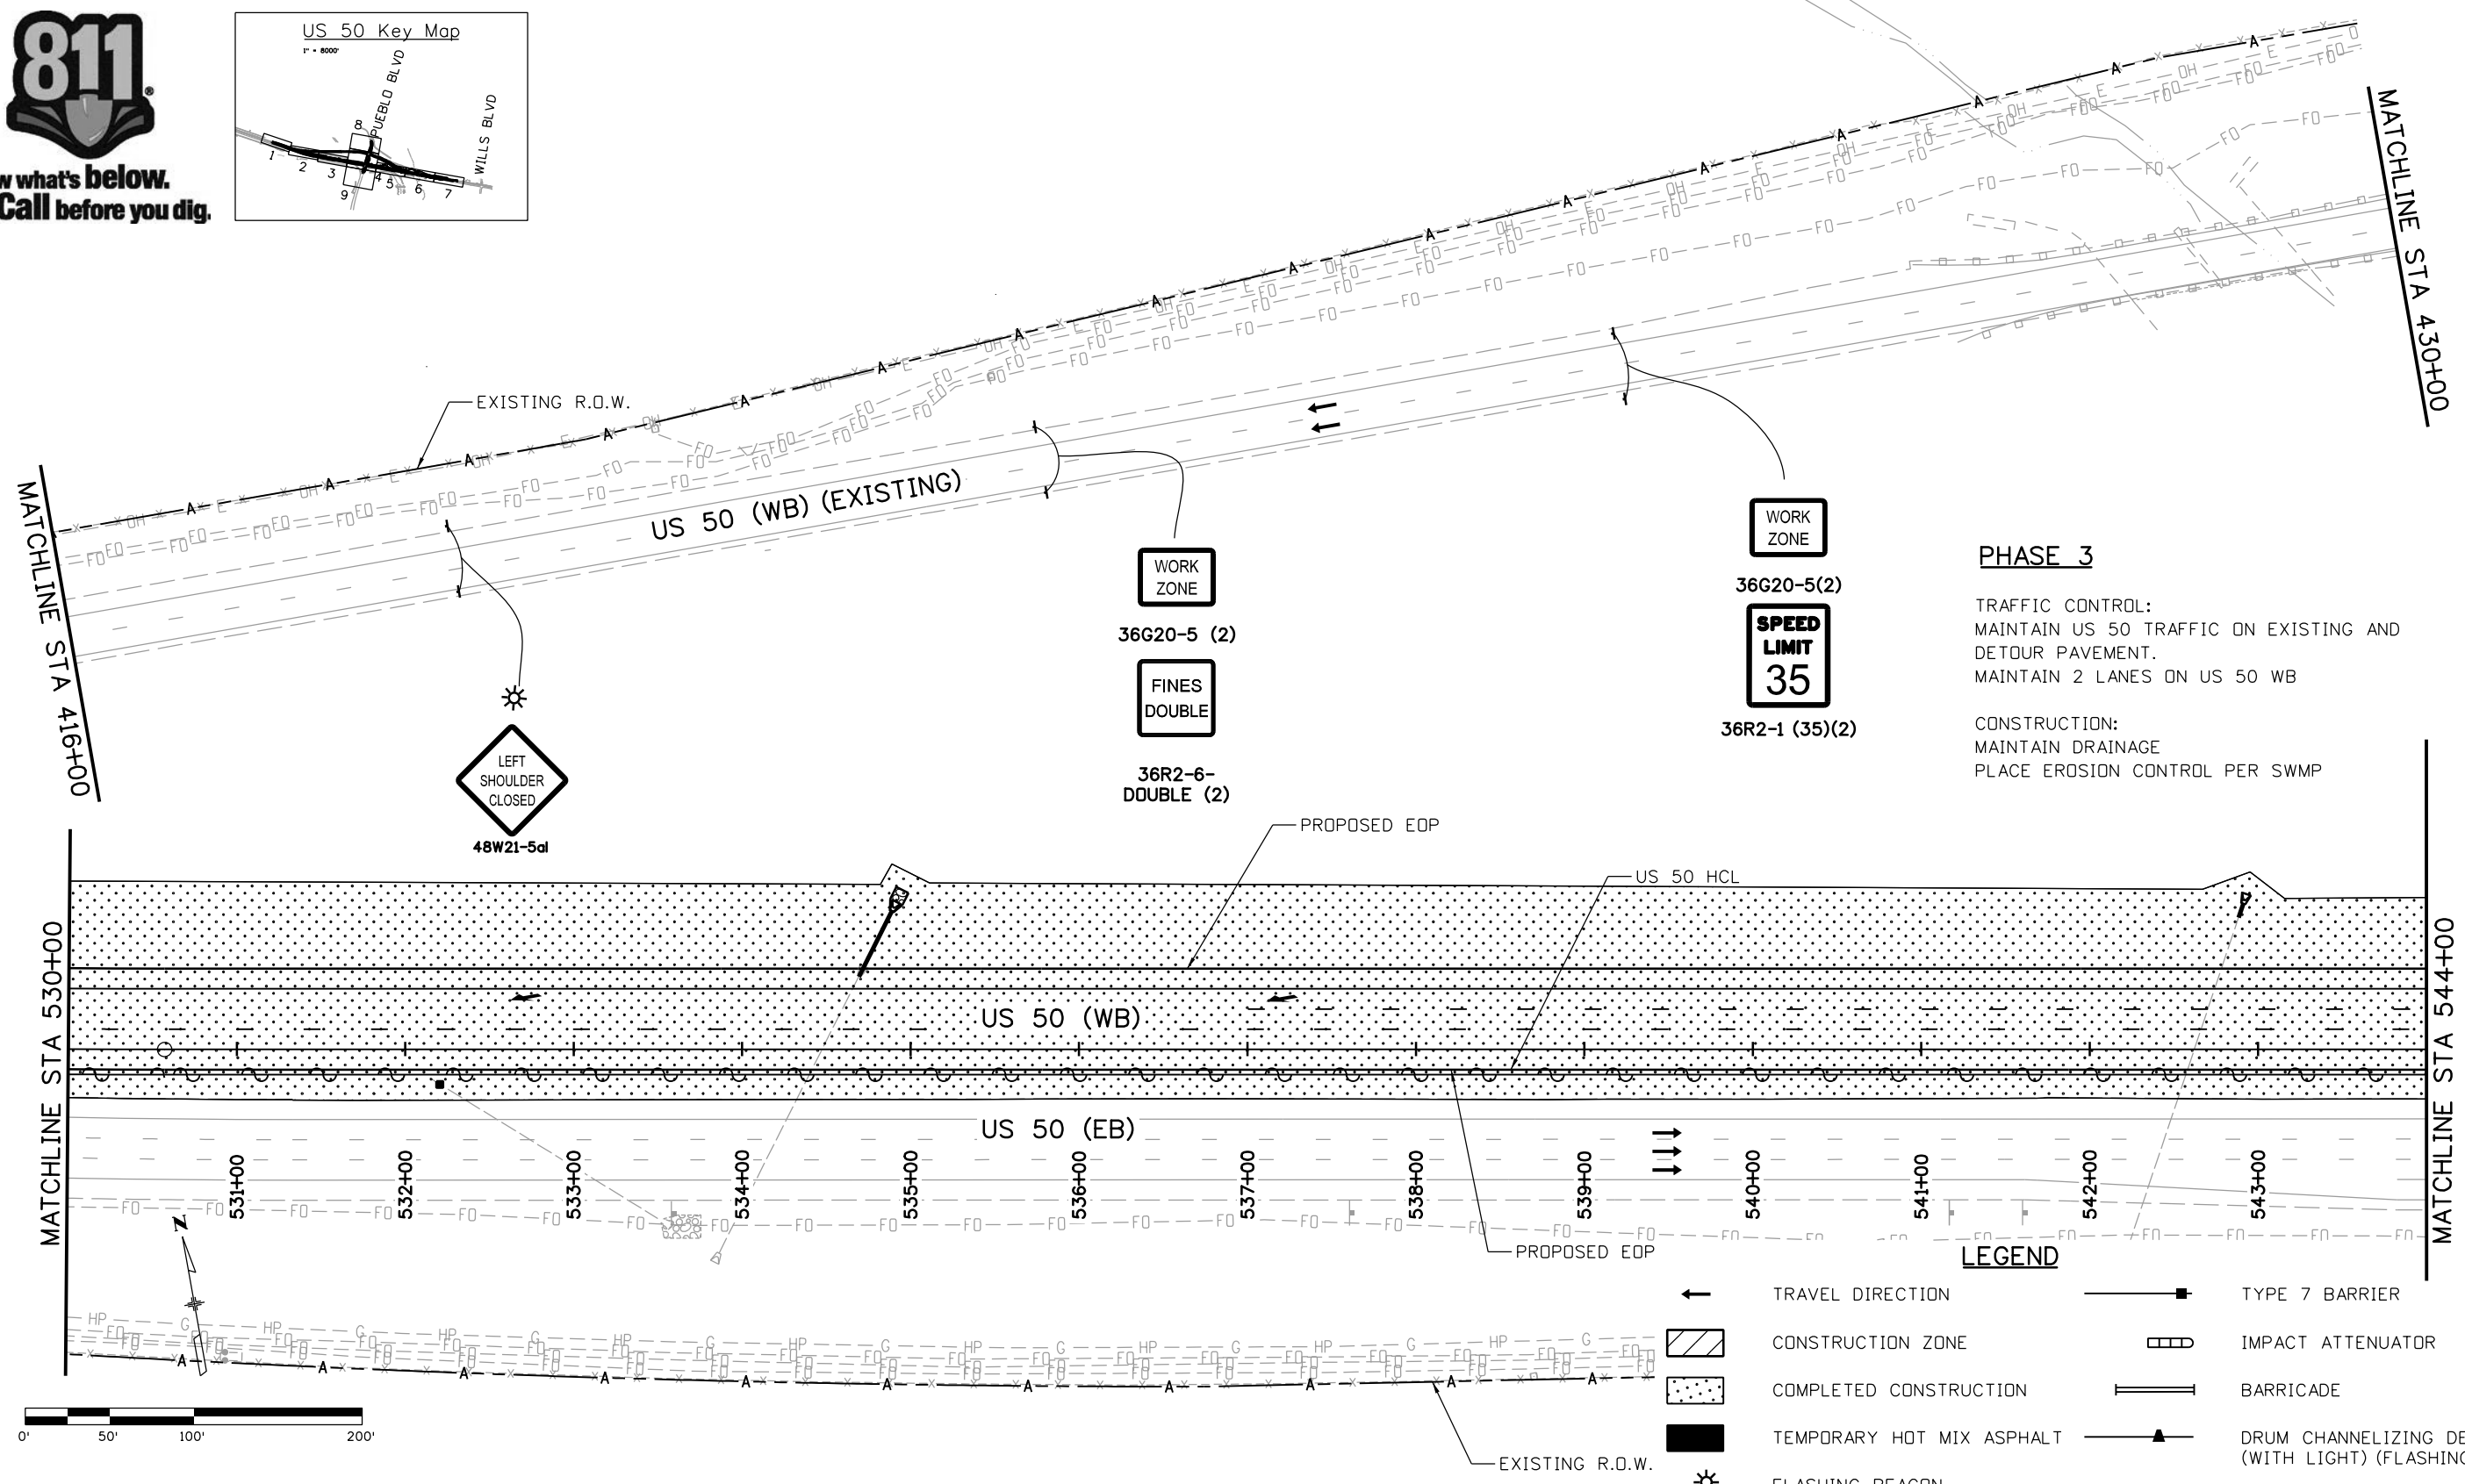 811®
w what's below.
Call before you dig.
US 50 Key Map
1" = 8000'
PUEBLO BLVD
WILLS BLVD
1
2
3
4
5
6
7
8
9
MATCHLINE STA 416+00
MATCHLINE STA 430+00
EXISTING R.O.W.
US 50 (WB) (EXISTING)
WORK
ZONE
36G20-5 (2)
FINES
DOUBLE
36R2-6-
DOUBLE (2)
WORK
ZONE
36G20-5(2)
SPEED
LIMIT
35
36R2-1 (35)(2)
LEFT
SHOULDER
CLOSED
48W21-5al
PHASE 3
TRAFFIC CONTROL:
MAINTAIN US 50 TRAFFIC ON EXISTING AND
DETOUR PAVEMENT.
MAINTAIN 2 LANES ON US 50 WB
CONSTRUCTION:
MAINTAIN DRAINAGE
PLACE EROSION CONTROL PER SWMP
PROPOSED EOP
US 50 HCL
MATCHLINE STA 530+00
MATCHLINE STA 544+00
US 50 (WB)
US 50 (EB)
531+00
532+00
533+00
534+00
535+00
536+00
537+00
538+00
539+00
540+00
541+00
542+00
543+00
PROPOSED EOP
N
EXISTING R.O.W.
0'
50'
100'
200'
LEGEND
TRAVEL DIRECTION
CONSTRUCTION ZONE
COMPLETED CONSTRUCTION
TEMPORARY HOT MIX ASPHALT
FLASHING BEACON
TYPE 7 BARRIER
IMPACT ATTENUATOR
BARRICADE
DRUM CHANNELIZING DE
(WITH LIGHT) (FLASHING